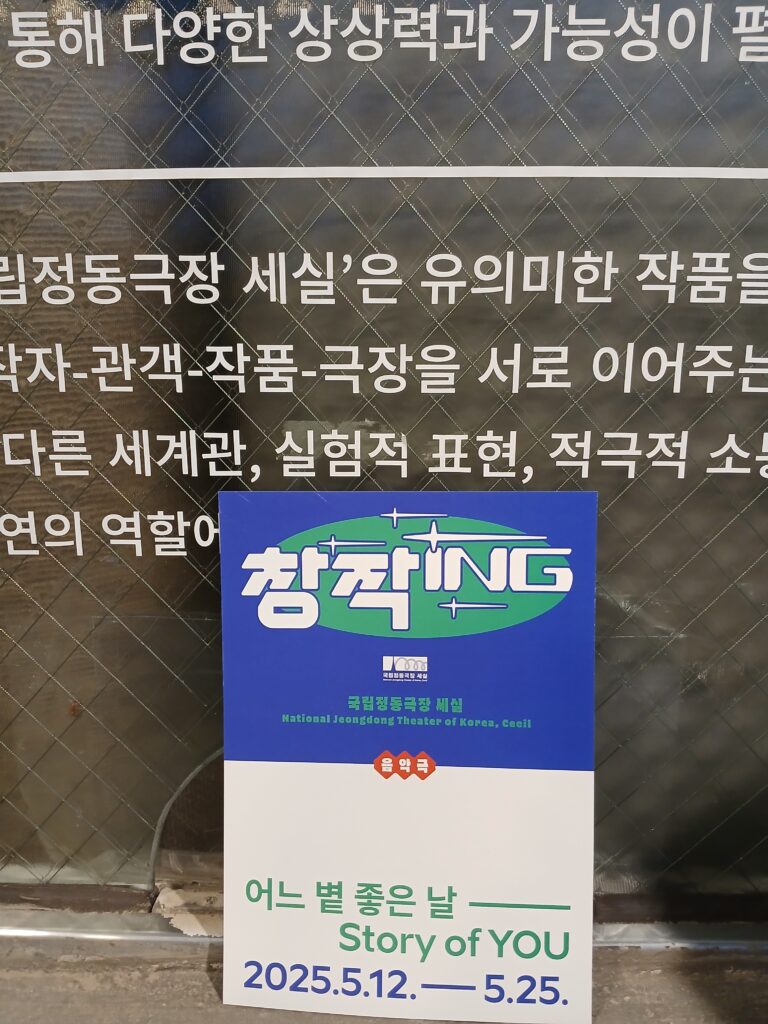 통해 다양한 상상력과 가능성이 펼
립정동극장 세실’은 유의미한 작품을
작자-관객-작품-극장을 서로 이어주는
다른 세계관, 실험적 표현, 적극적 소통
연의 역할에
창작ING
국립정동극장 세실
국립정동극장 세실
National Jeongdong Theater of Korea, Cecil
음악극
어느 볕 좋은 날
Story of YOU
2025.5.12.—5.25.